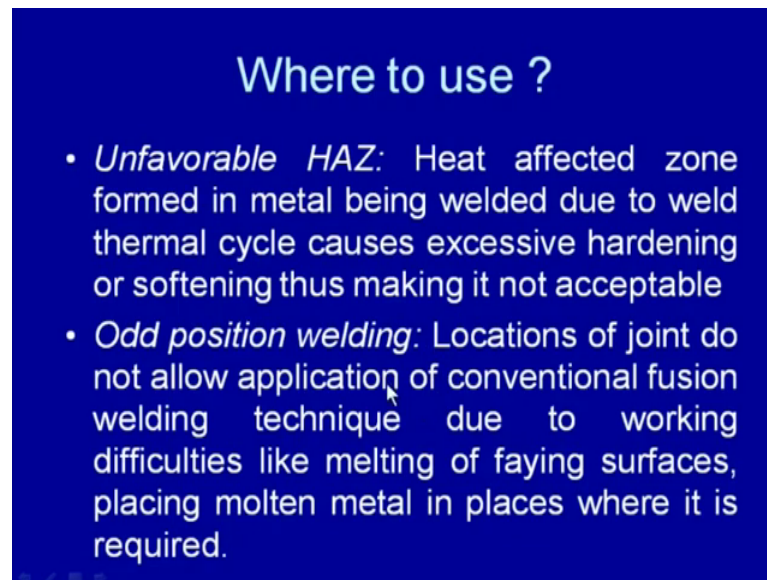 Where to use ?
• Unfavorable HAZ: Heat affected zone
formed in metal being welded due to weld
thermal cycle causes excessive hardening
or softening thus making it not acceptable
• Odd position welding: Locations of joint do
not allow application of conventional fusion
welding technique due to working
difficulties like melting of faying surfaces,
placing molten metal in places where it is
required.